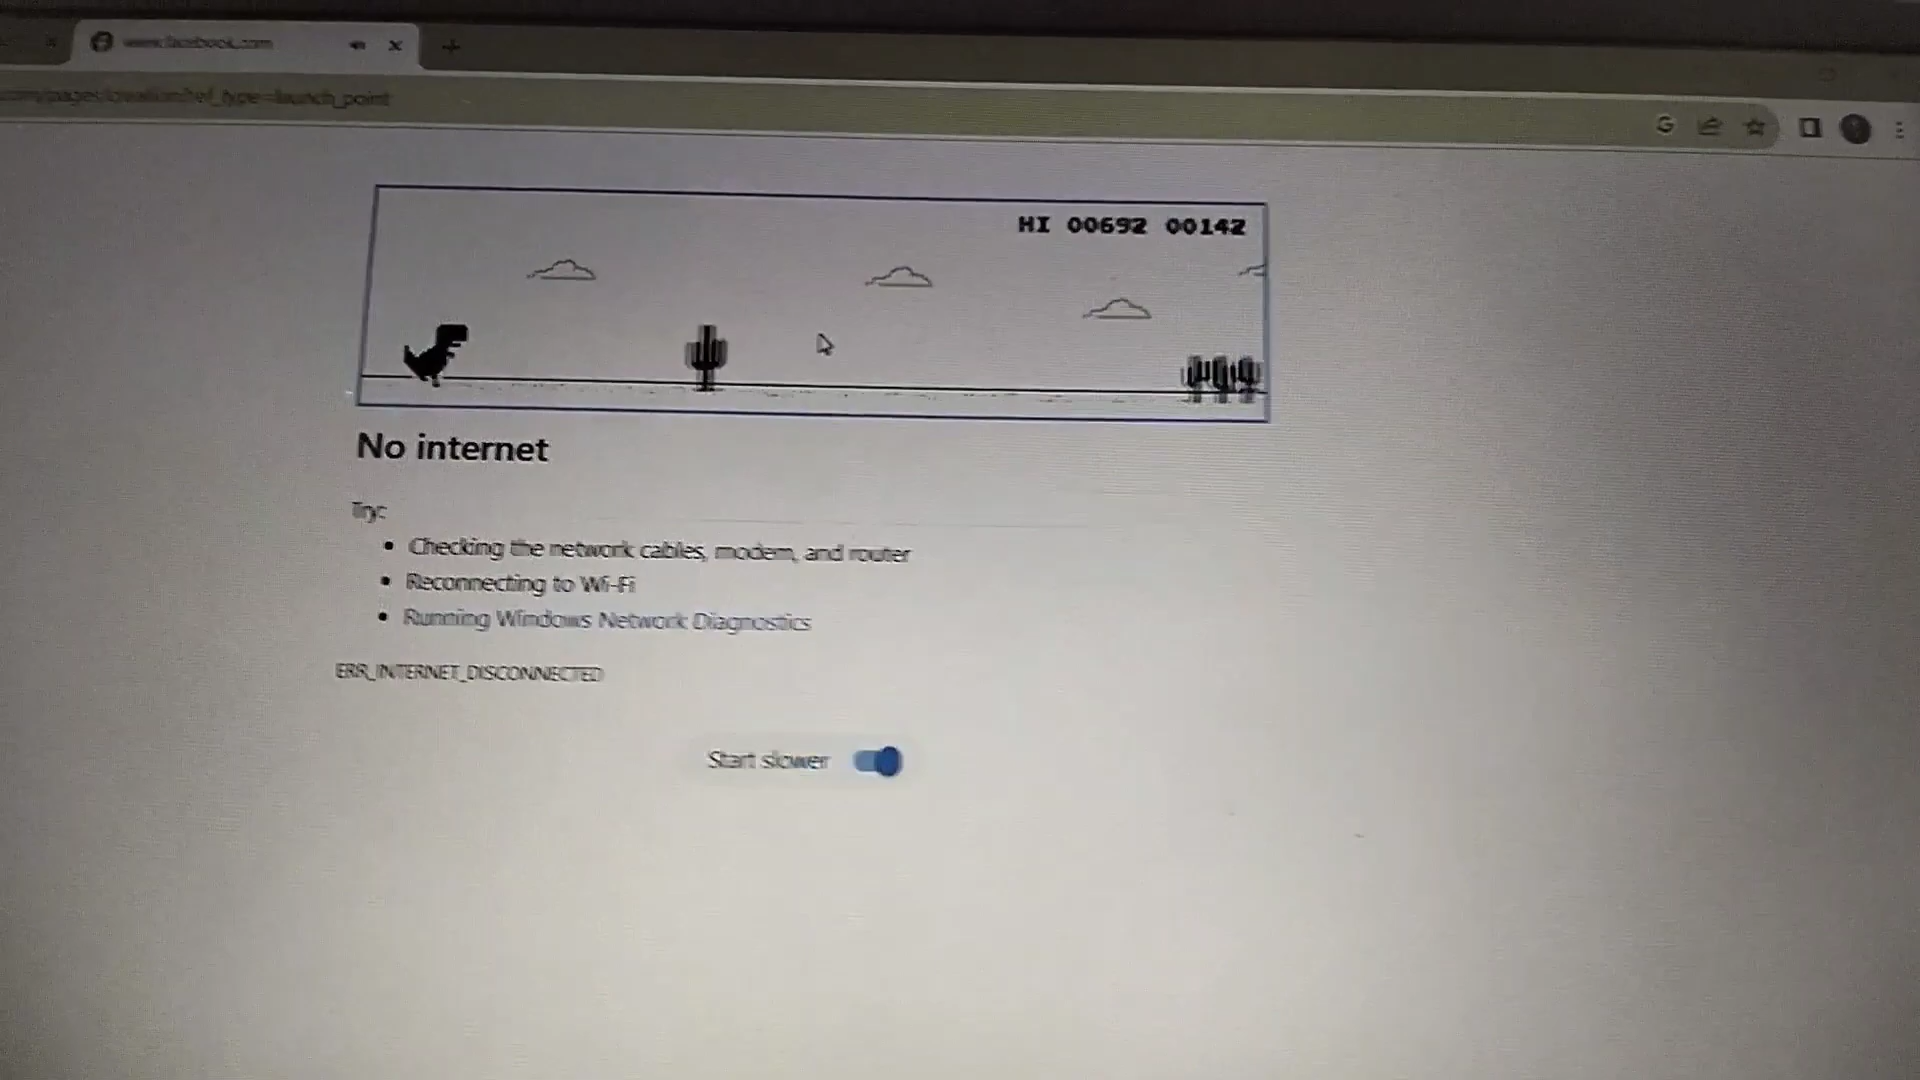 www.facebook.com
HI 00692 00142
No internet
Try:
Checking the network cables, modem, and router
Reconnecting to Wi-Fi
Running Windows Network Diagnostics
ERR_INTERNET_DISCONNECTED
Start slower